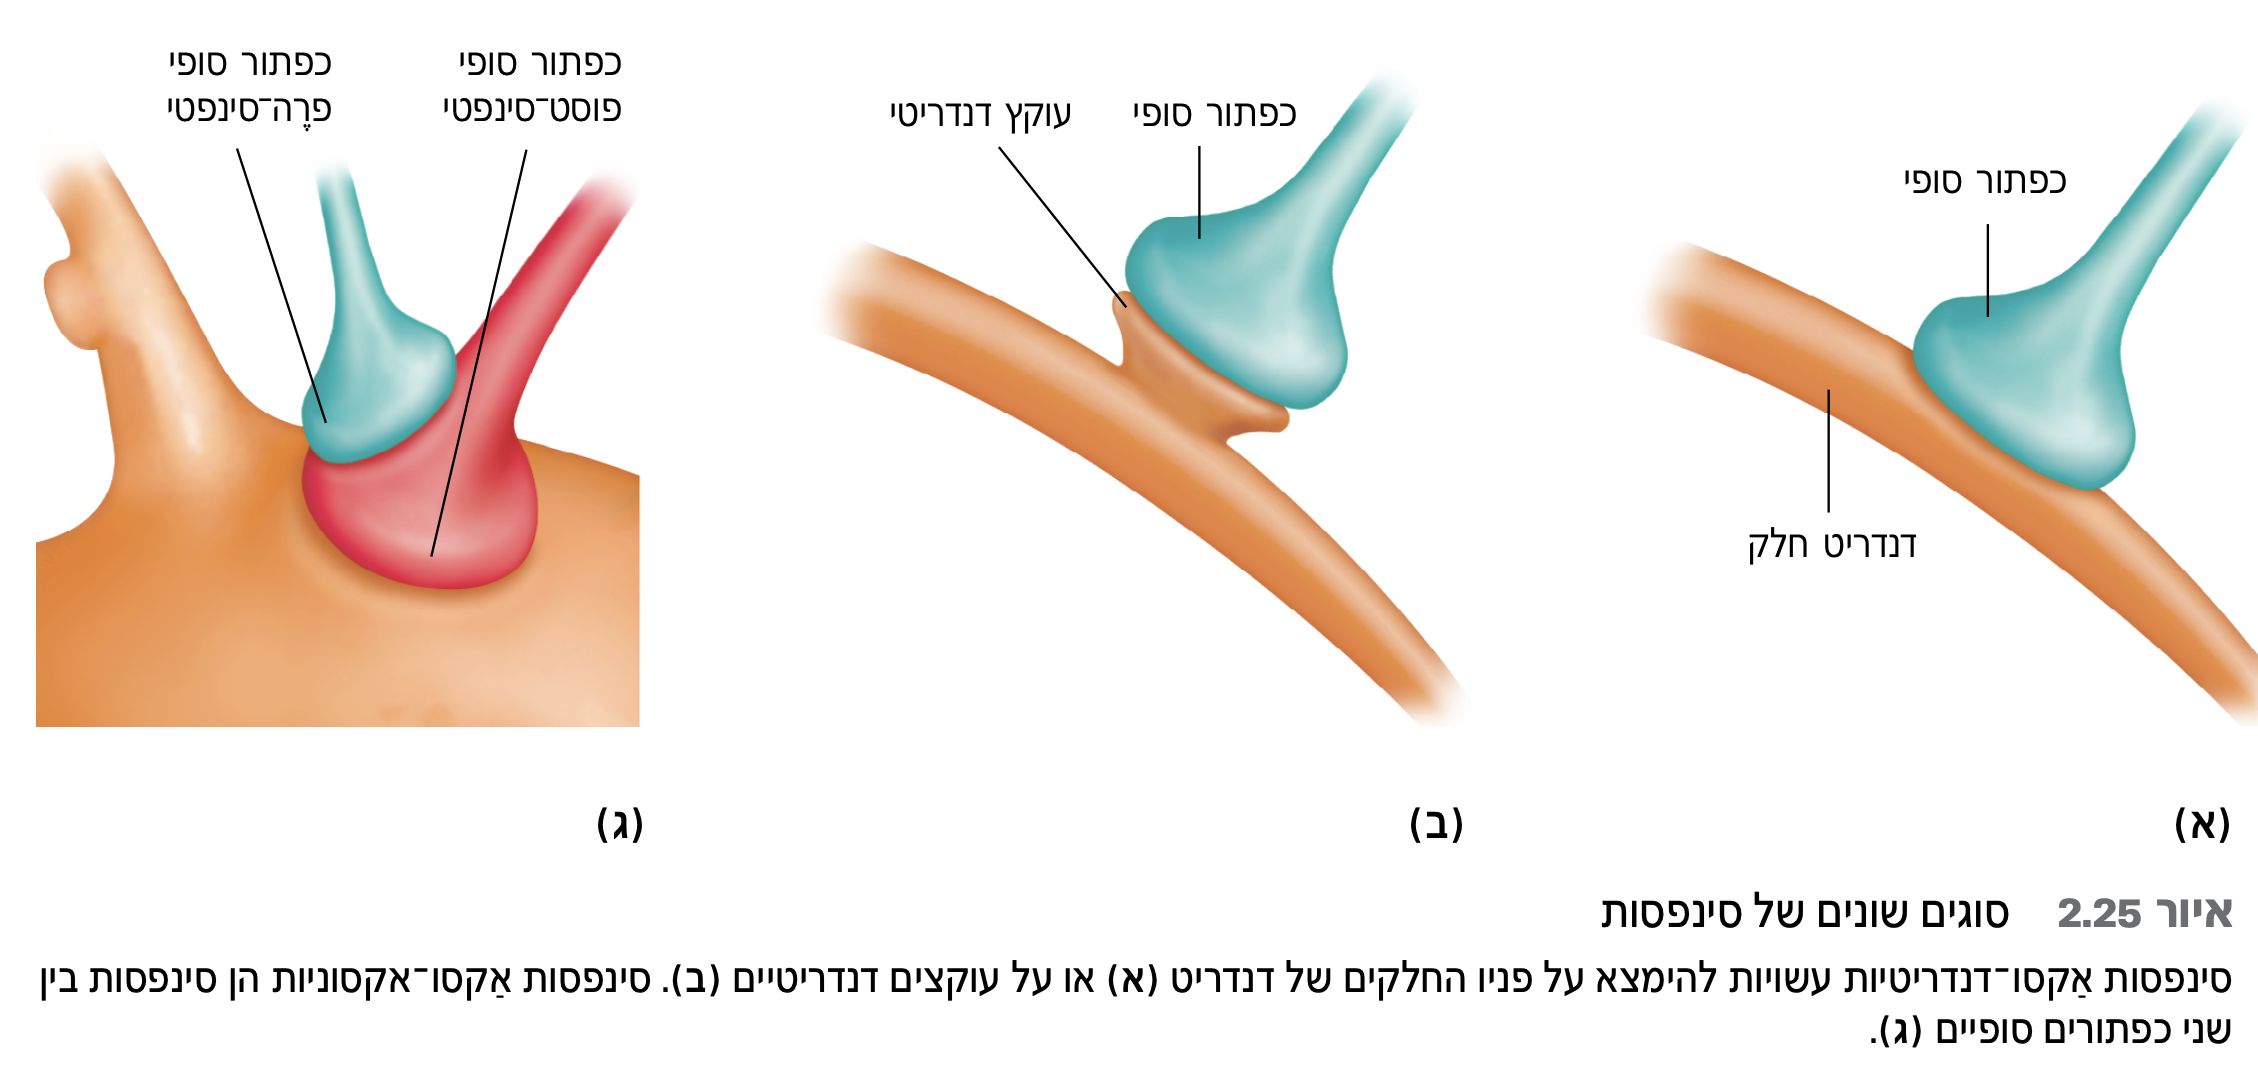 כפתור סופי
דנדריט חלק
(א)
כפתור סופי
עוקץ דנדריטי
(ב)
כפתור סופי
פוסט־סינפטי
כפתור סופי
פרֶה־סינפטי
(ג)
איור 2.25 סוגים שונים של סינפסות
סינפסות אַקסו־דנדריטיות עשויות להימצא על פניו החלקים של דנדריט (א) או על עוקצים דנדריטיים (ב). סינפסות אַקסו־אקסוניות הן סינפסות בין
שני כפתורים סופיים (ג).